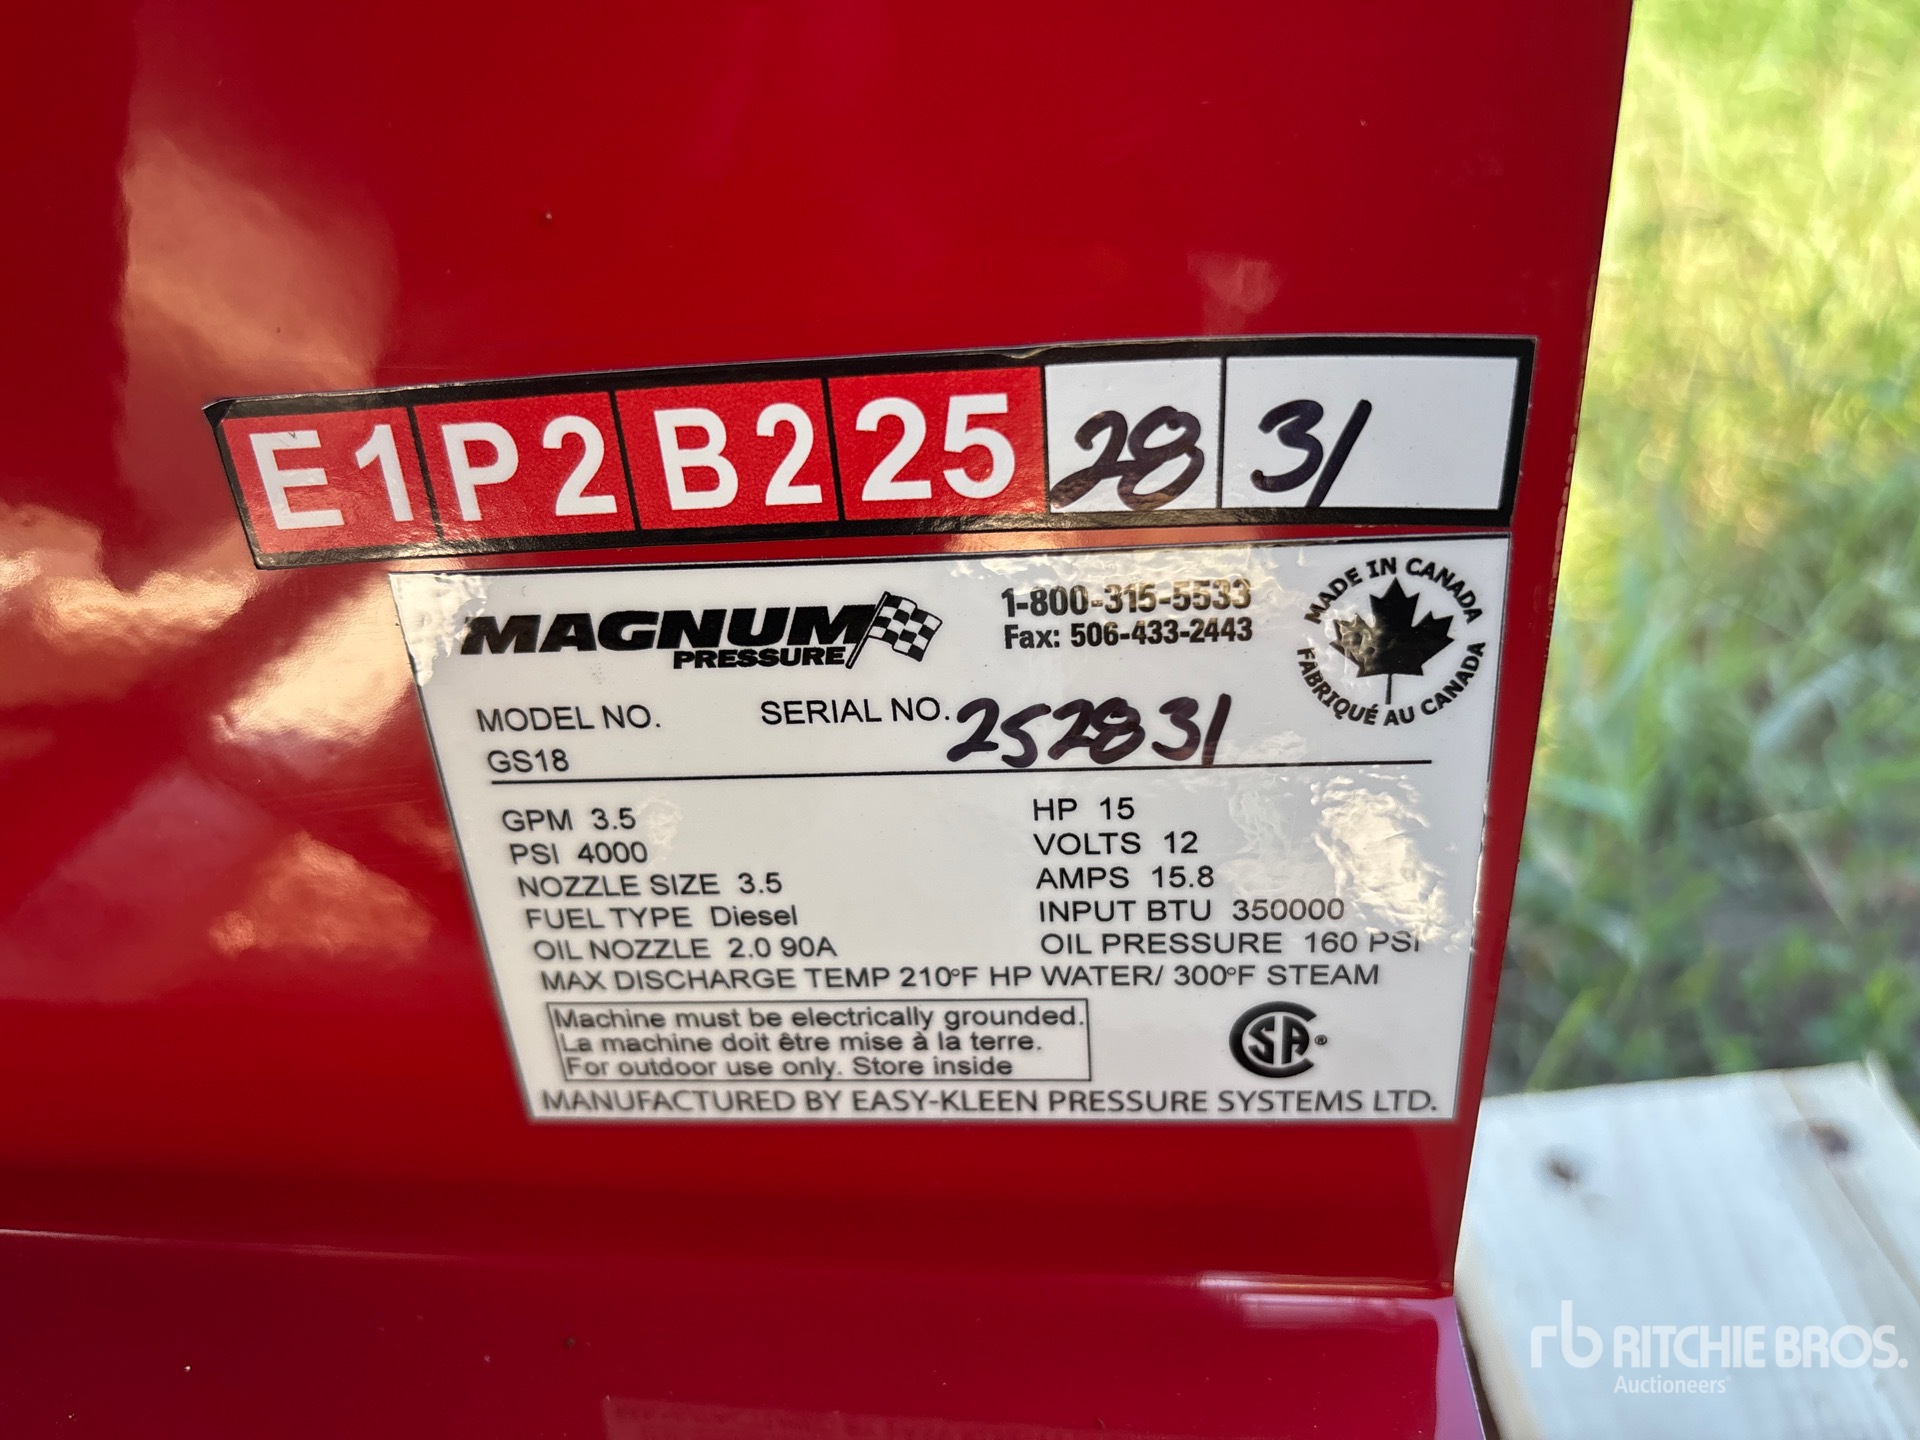 E1 P2 B2 25 28 31
MAGNUM
PRESSURE
1-800-315-5533
Fax: 506-433-2443
MADE IN CANADA
FABRIQUÉ AU CANADA
MODEL NO. SERIAL NO. 252831
GS18
GPM 3.5 HP 15
PSI 4000 VOLTS 12
NOZZLE SIZE 3.5 AMPS 15.8
FUEL TYPE Diesel INPUT BTU 350000
OIL NOZZLE 2.0 90A OIL PRESSURE 160 PSI
MAX DISCHARGE TEMP 210°F HP WATER/ 300°F STEAM
Machine must be electrically grounded.
La machine doit être mise à la terre.
For outdoor use only. Store inside
CSA®
MANUFACTURED BY EASY-KLEEN PRESSURE SYSTEMS LTD.
rb RITCHIE BROS.
Auctioneers